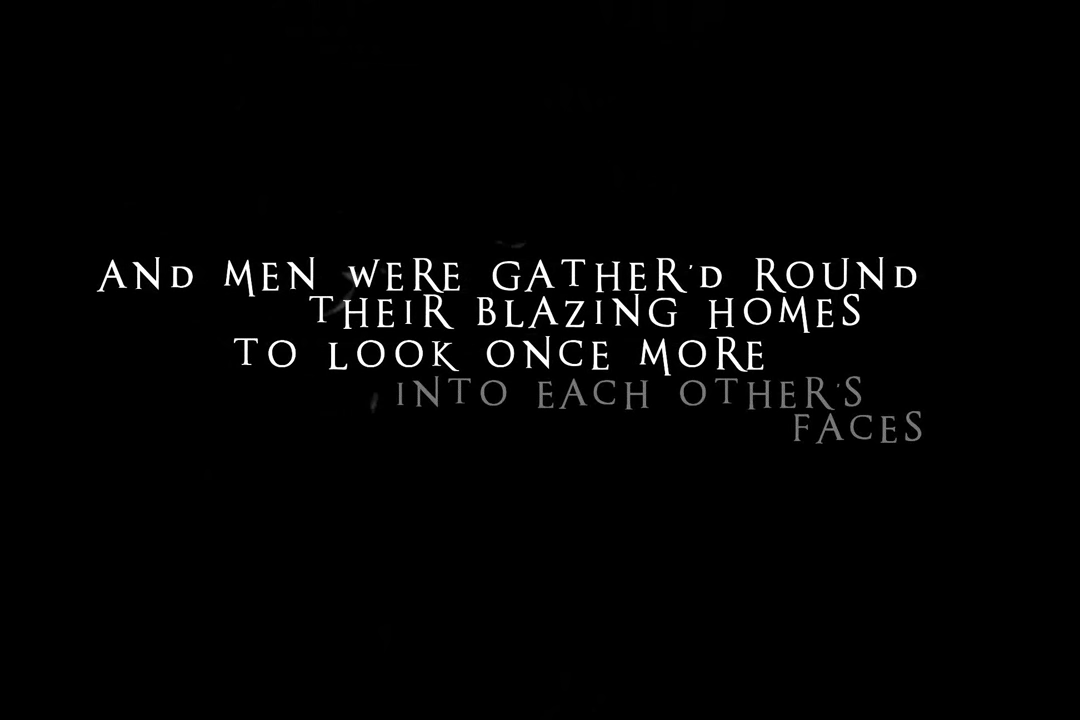 AND MEN WERE GATHER'D ROUND
THEIR BLAZING HOMES
TO LOOK ONCE MORE
INTO EACH OTHER'S
FACES